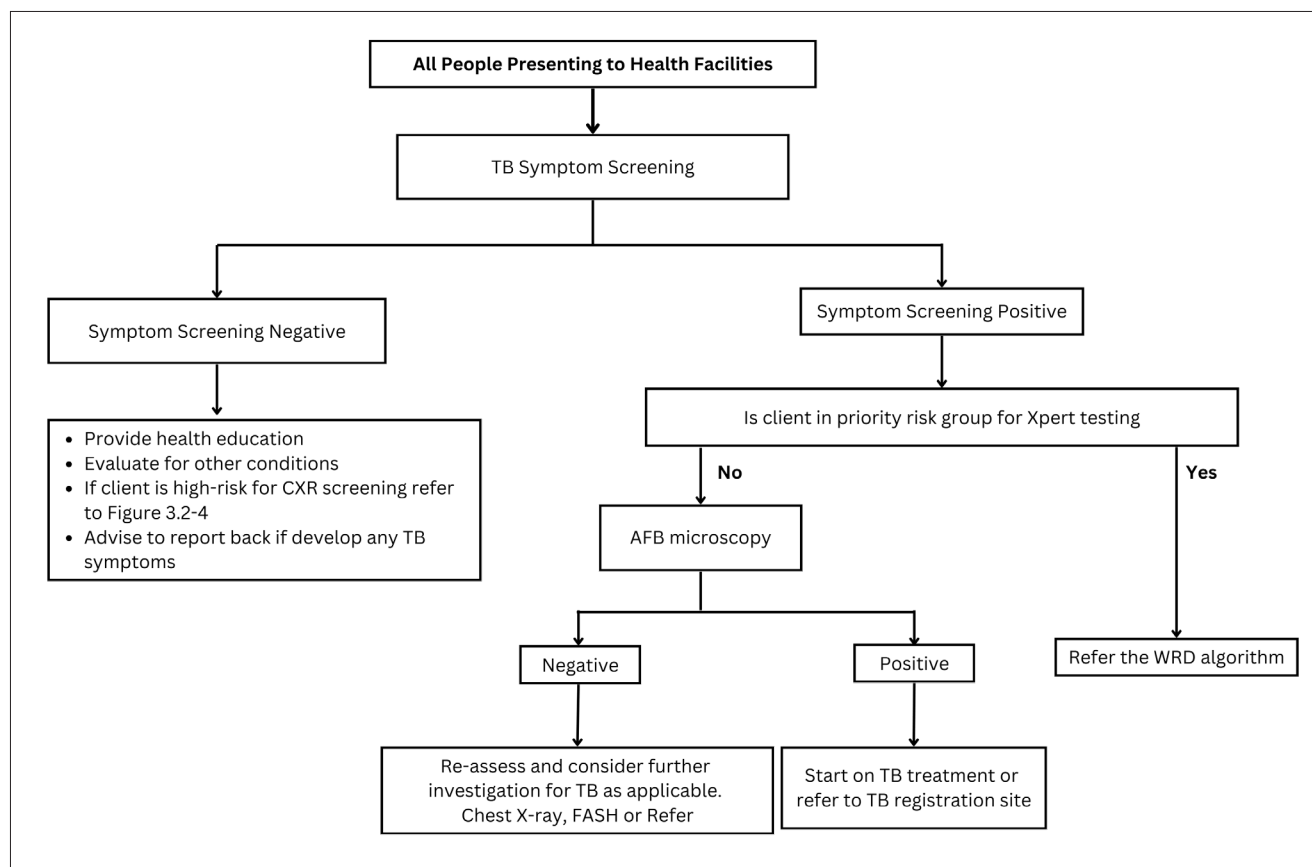 All People Presenting to Health Facilities
TB Symptom Screening
Symptom Screening Negative
Symptom Screening Positive
• Provide health education
• Evaluate for other conditions
• If client is high-risk for CXR screening refer
to Figure 3.2-4
• Advise to report back if develop any TB
symptoms
Is client in priority risk group for Xpert testing
No
Yes
AFB microscopy
Negative
Positive
Refer the WRD algorithm
Re-assess and consider further
investigation for TB as applicable.
Chest X-ray, FASH or Refer
Start on TB treatment or
refer to TB registration site